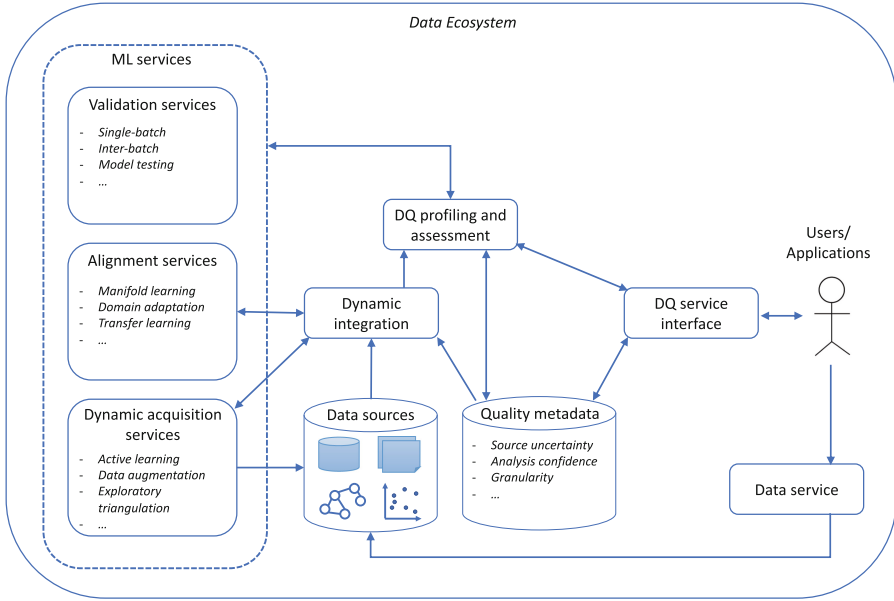 Data Ecosystem
ML services
Validation services
- Single-batch
- Inter-batch
- Model testing
- ...
Alignment services
- Manifold learning
- Domain adaptation
- Transfer learning
- ...
Dynamic acquisition
services
- Active learning
- Data augmentation
- Exploratory
triangulation
- ...
DQ profiling and
assessment
Dynamic
integration
Data sources
Quality metadata
- Source uncertainty
- Analysis confidence
- Granularity
- ...
DQ service
interface
Users/
Applications
Data service